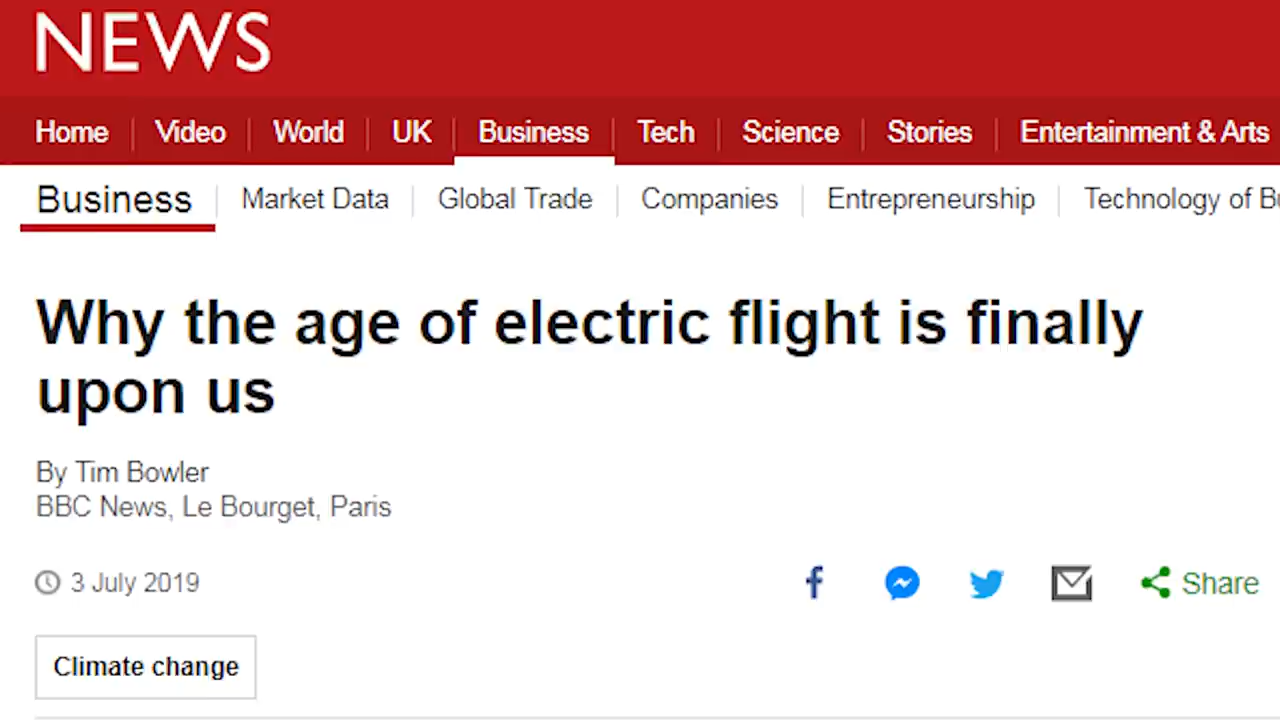 NEWS
Home Video World UK Business Tech Science Stories Entertainment & Arts
Business Market Data Global Trade Companies Entrepreneurship Technology of
Why the age of electric flight is finally
upon us
By Tim Bowler
BBC News, Le Bourget, Paris
3 July 2019
Share
Climate change